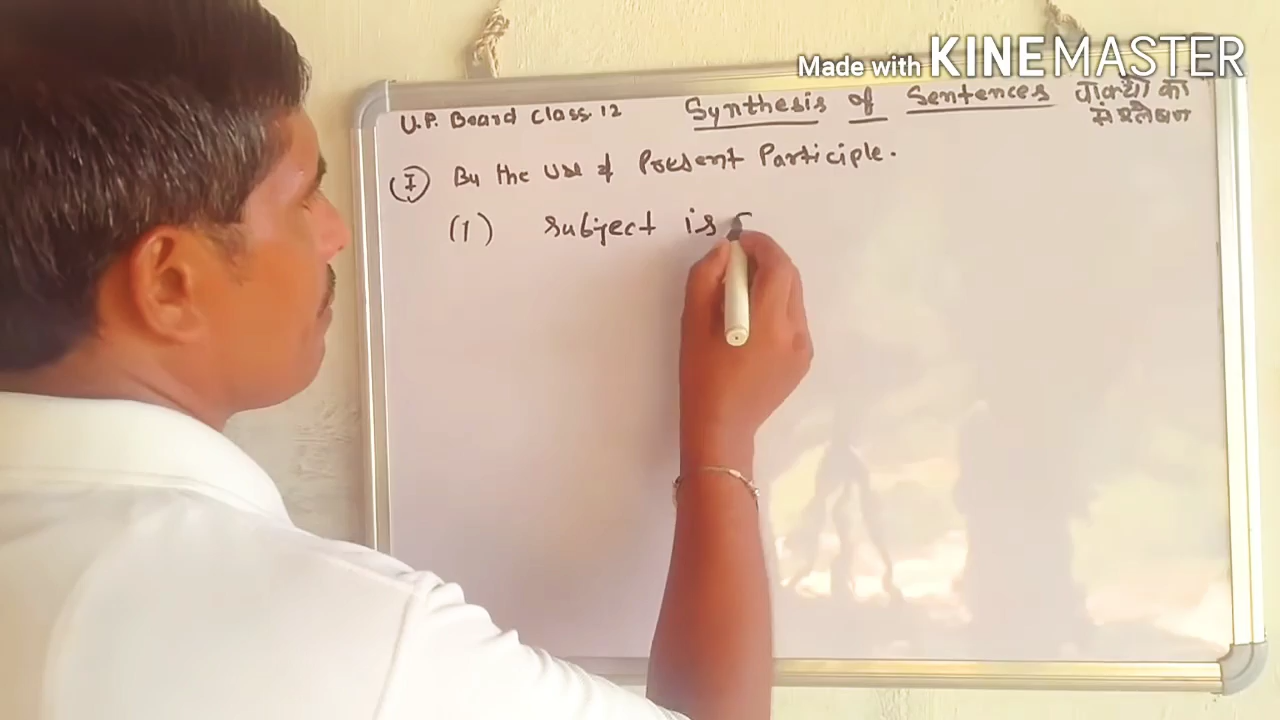 Made with KINEMASTER
U.P. Board Class 12 Synthesis of Sentences वाक्यों का
संश्लेषण
(I) By the Use of Present Participle.
(1) Subject is